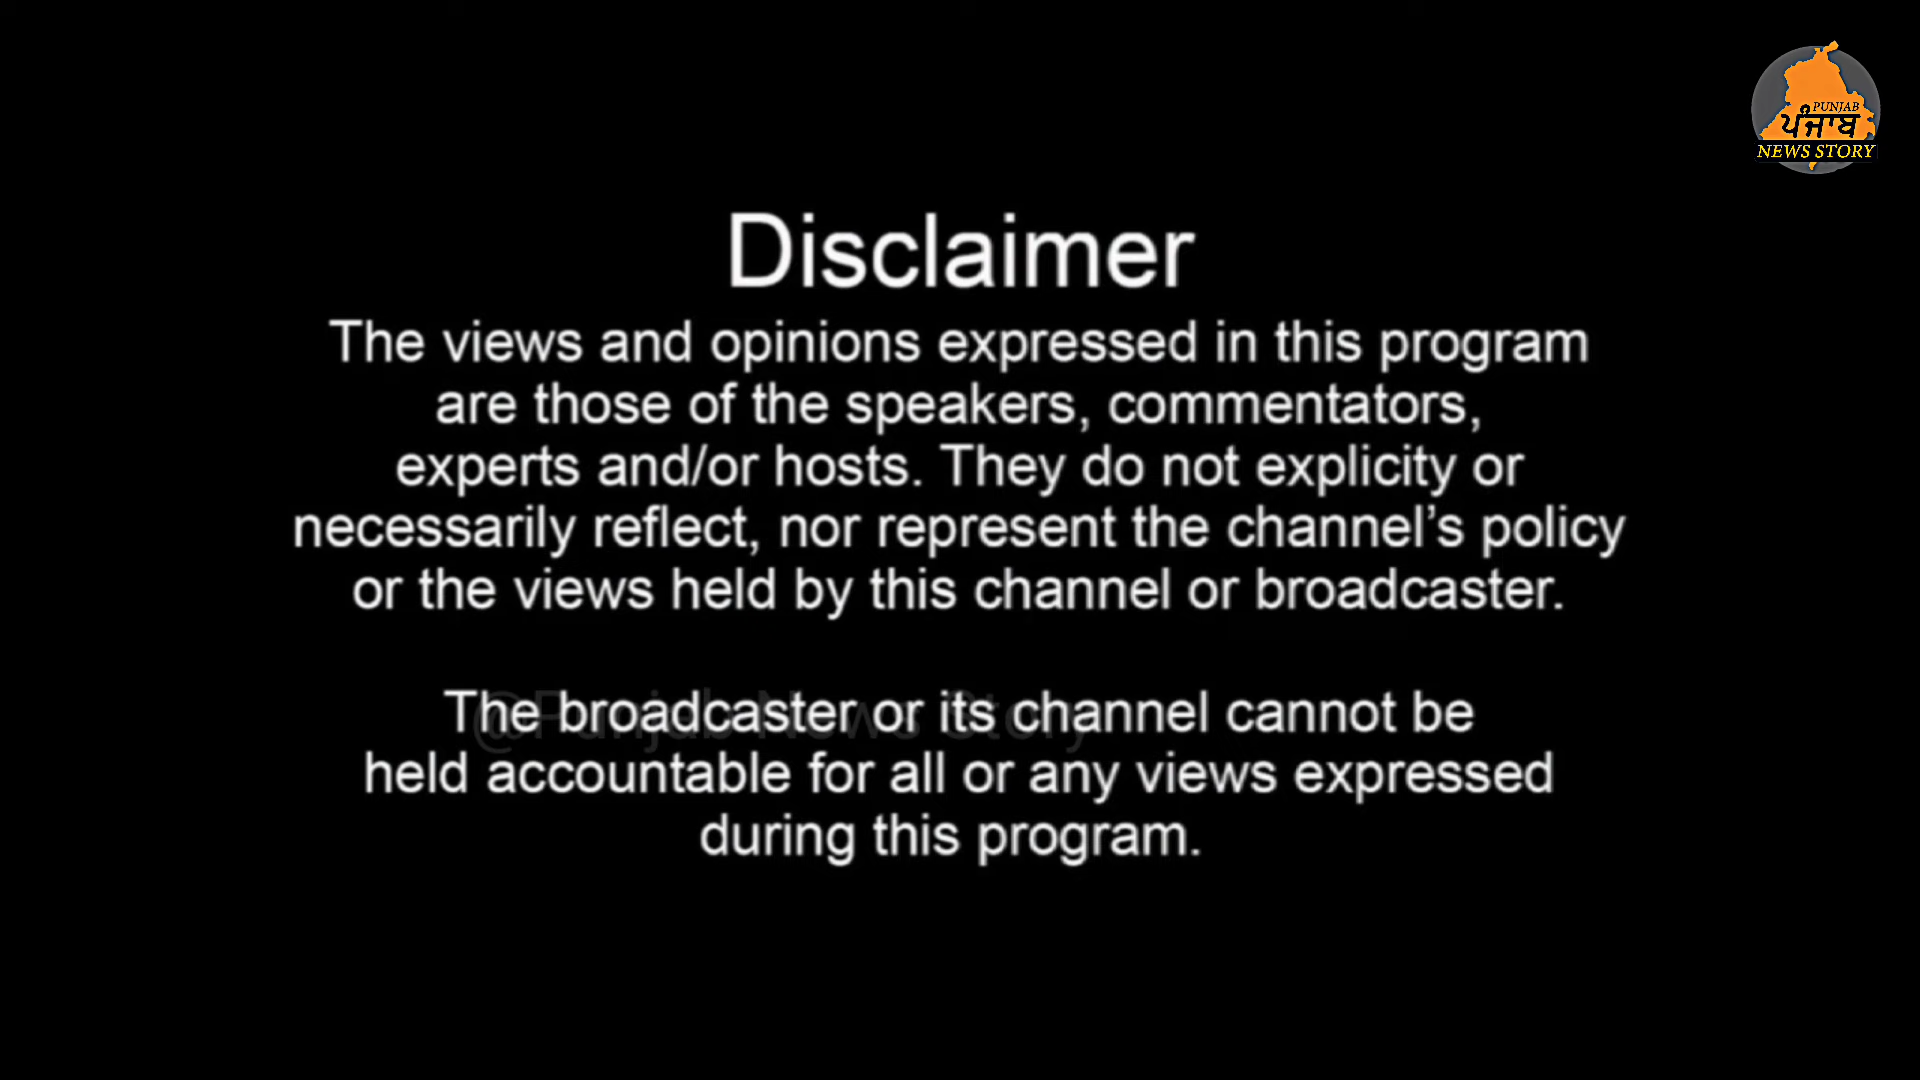 PUNJAB
ਪੰਜਾਬ
NEWS STORY
Disclaimer
The views and opinions expressed in this program
are those of the speakers, commentators,
experts and/or hosts. They do not explicity or
necessarily reflect, nor represent the channel’s policy
or the views held by this channel or broadcaster.
The broadcaster or its channel cannot be
@Punjab News Story
held accountable for all or any views expressed
during this program.